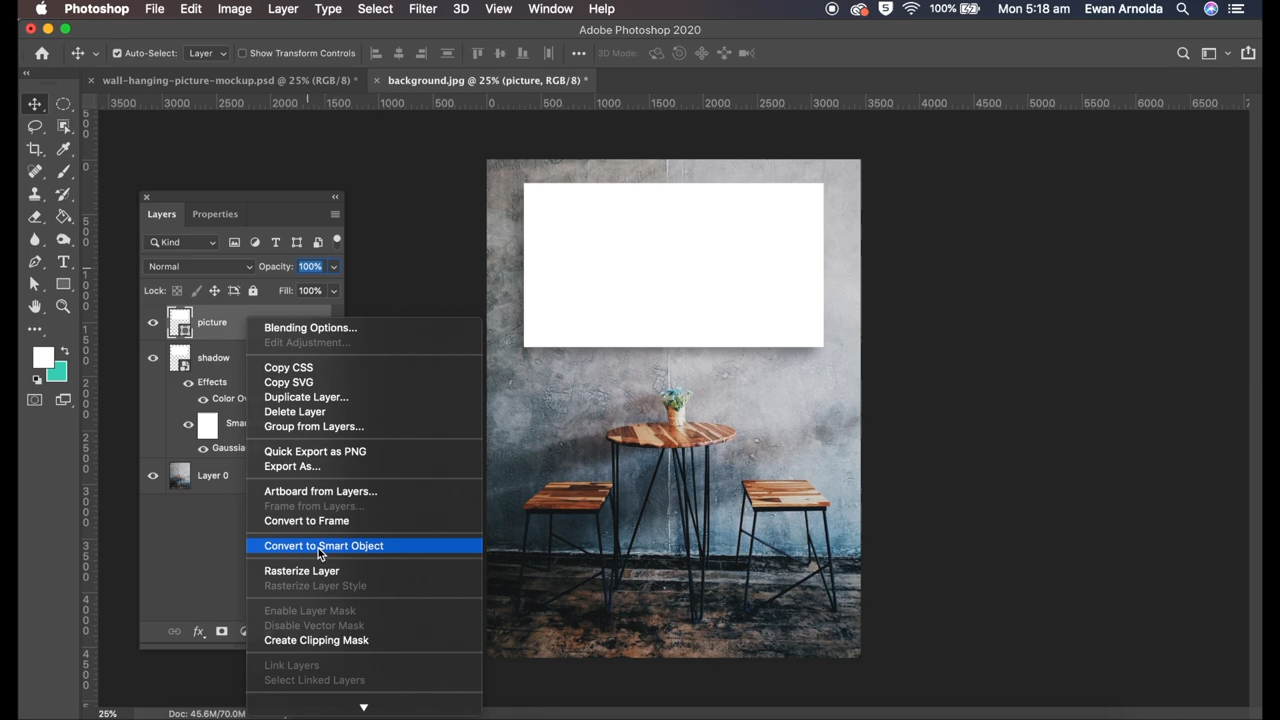 Photoshop File Edit Image Layer Type Select Filter 3D View Window Help 100% Mon 5:18 am Ewan Arnolda
Adobe Photoshop 2020
Auto-Select: Layer Show Transform Controls 3D Mode:
wall-hanging-picture-mockup.psd @ 25% (RGB/8) * background.jpg @ 25% (picture, RGB/8) *
3500 3000 2500 2000 1500 1000 500 0 500 1000 1500 2000 2500 3000 3500 4000 4500 5000 5500 6000 6500
Layers Properties
Kind
Normal Opacity: 100%
Lock: Fill: 100%
picture
shadow
Effects
Color Ov
Smar
Gaussia
Layer 0
Blending Options...
Edit Adjustment...
Copy CSS
Copy SVG
Duplicate Layer...
Delete Layer
Group from Layers...
Quick Export as PNG
Export As...
Artboard from Layers...
Frame from Layers...
Convert to Frame
Convert to Smart Object
Rasterize Layer
Rasterize Layer Style
Enable Layer Mask
Disable Vector Mask
Create Clipping Mask
Link Layers
Select Linked Layers
fx
25% Doc: 45.6M/70.0M